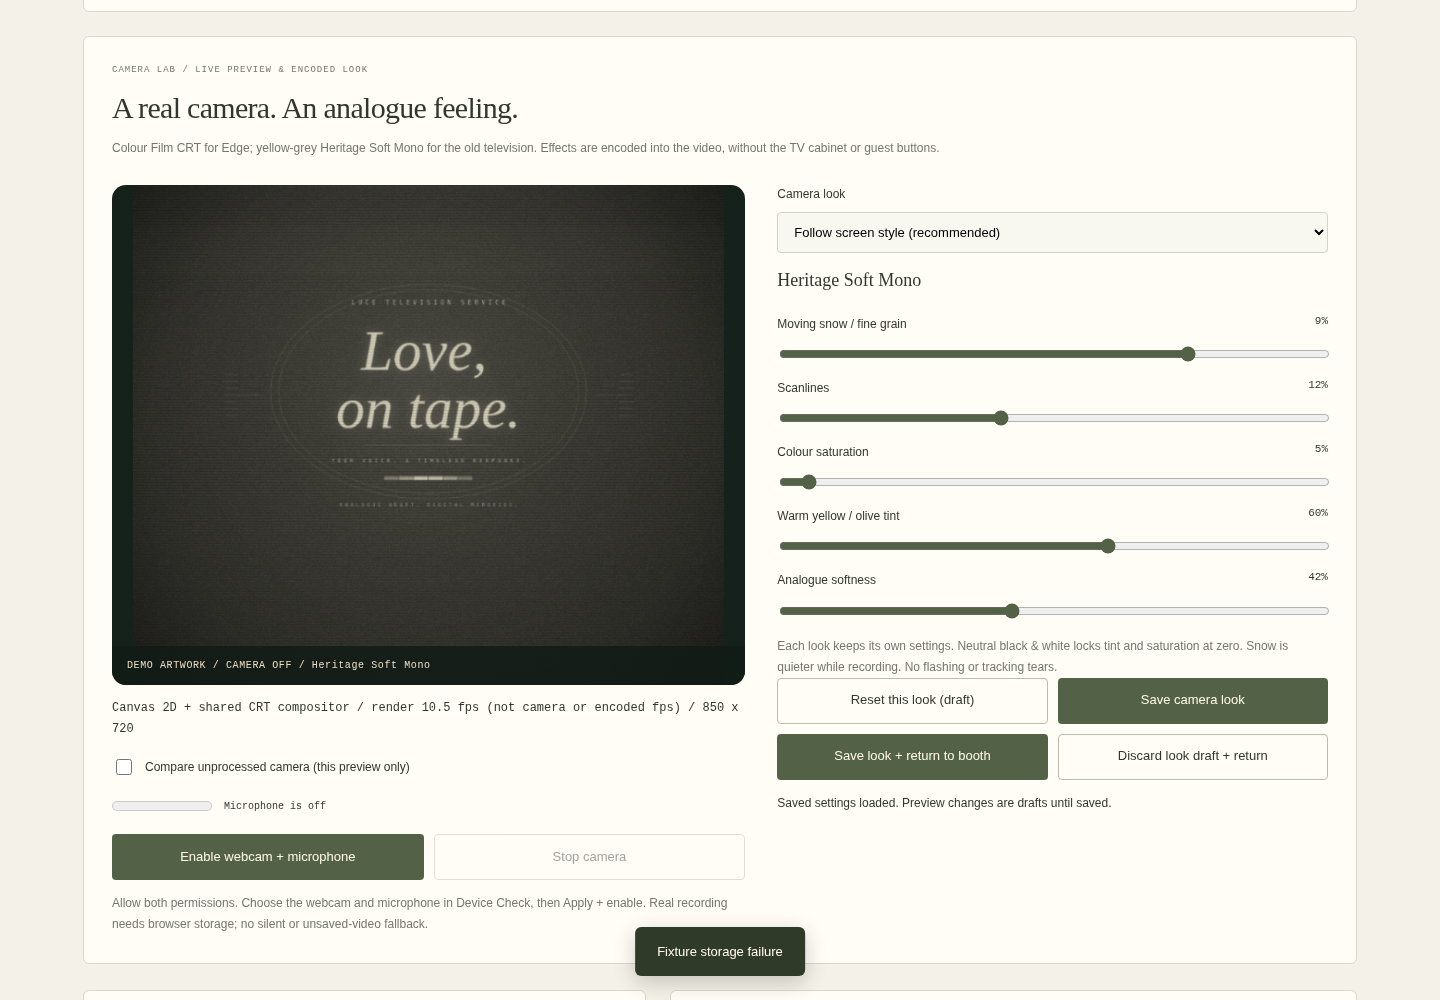 CAMERA LAB / LIVE PREVIEW & ENCODED LOOK
A real camera. An analogue feeling.
Colour Film CRT for Edge; yellow-grey Heritage Soft Mono for the old television. Effects are encoded into the video, without the TV cabinet or guest buttons.
LUCE TELEVISION SERVICE
Love,
on tape.
YOUR VOICE. A TIMELESS KEEPSAKE
ANALOGUE HEART. DIGITAL MEMORIES.
DEMO ARTWORK / CAMERA OFF / Heritage Soft Mono
Canvas 2D + shared CRT compositor / render 10.5 fps (not camera or encoded fps) / 850 x
720
Compare unprocessed camera (this preview only)
Microphone is off
Enable webcam + microphone
Stop camera
Allow both permissions. Choose the webcam and microphone in Device Check, then Apply + enable. Real recording
needs browser storage; no silent or unsaved-video fallback.
Camera look
Follow screen style (recommended)
Heritage Soft Mono
Moving snow / fine grain 9%
Scanlines 12%
Colour saturation 5%
Warm yellow / olive tint 60%
Analogue softness 42%
Each look keeps its own settings. Neutral black & white locks tint and saturation at zero. Snow is
quieter while recording. No flashing or tracking tears.
Reset this look (draft)
Save camera look
Save look + return to booth
Discard look draft + return
Saved settings loaded. Preview changes are drafts until saved.
Fixture storage failure